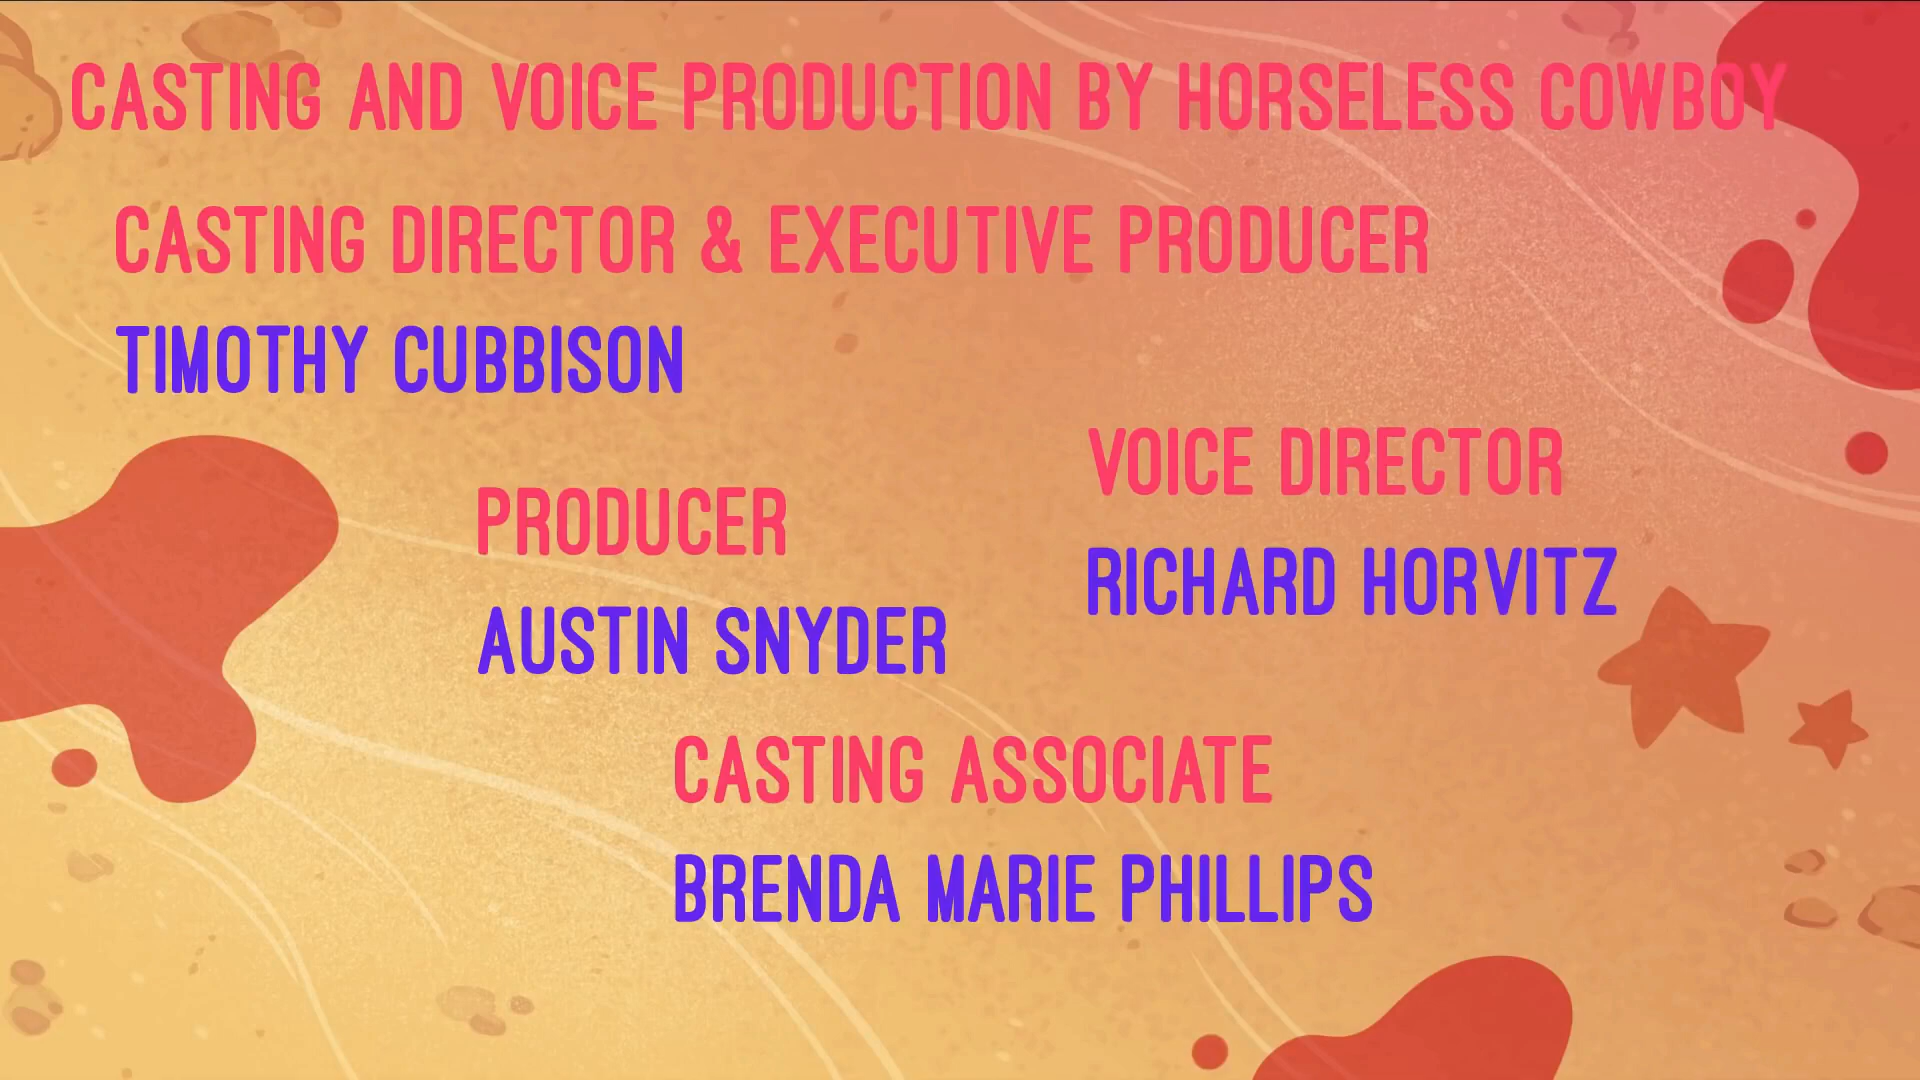 CASTING AND VOICE PRODUCTION BY HORSELESS COWBOY
CASTING DIRECTOR & EXECUTIVE PRODUCER
TIMOTHY CUBBISON
PRODUCER
AUSTIN SNYDER
VOICE DIRECTOR
RICHARD HORVITZ
CASTING ASSOCIATE
BRENDA MARIE PHILLIPS